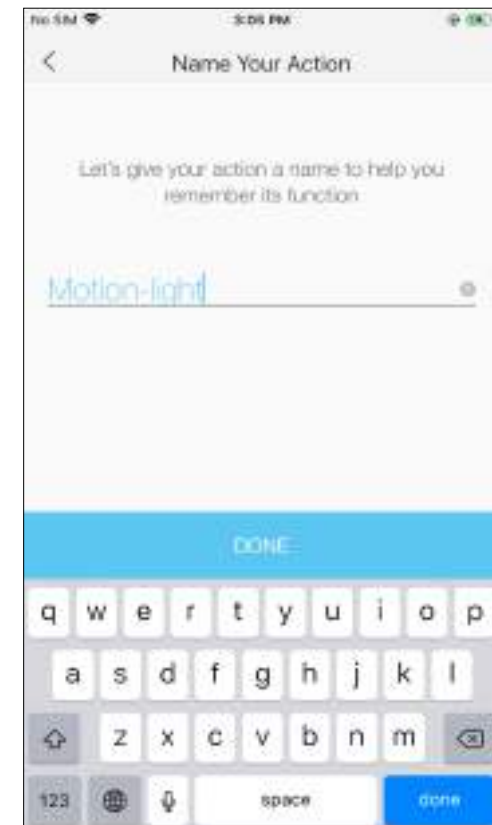 No SIM 3:05 PM
Name Your Action
Let's give your action a name to help you
remember its function
Motion-light
DONE
q w e r t y u i o p
a s d f g h j k l
z x c v b n m
123 space done